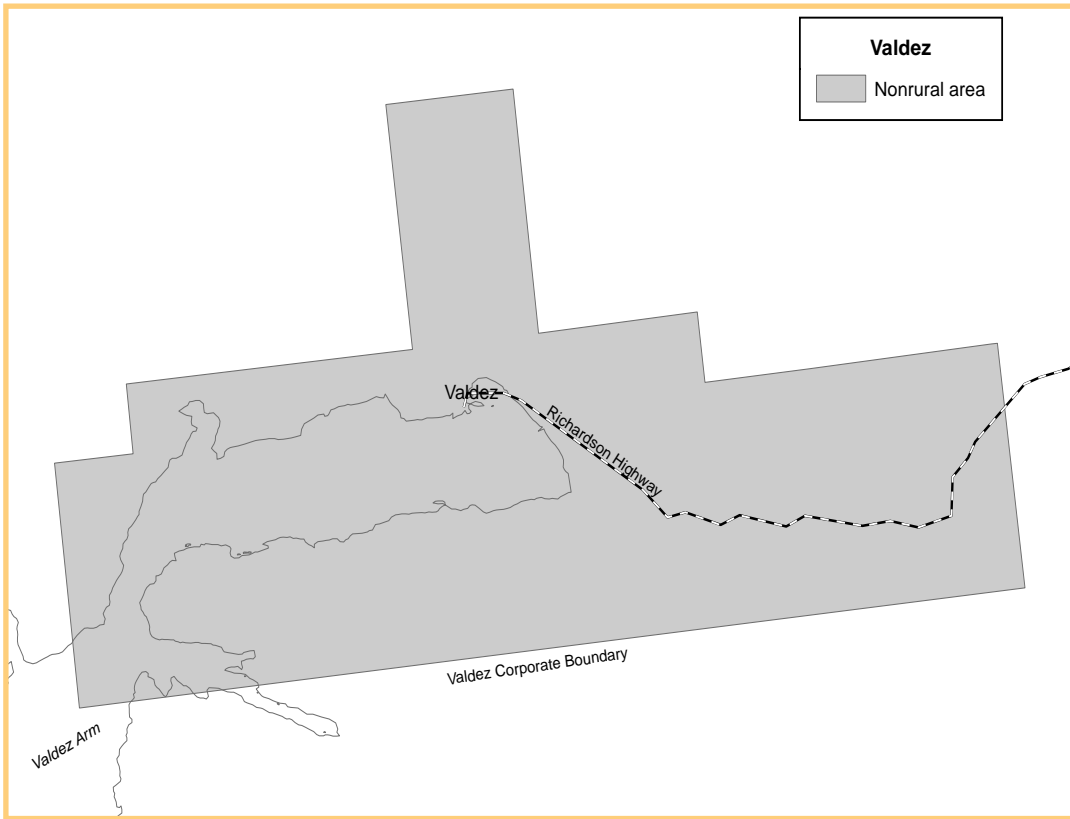 Valdez
Nonrural area
Valdez
Richardson Highway
Valdez Corporate Boundary
Valdez Arm